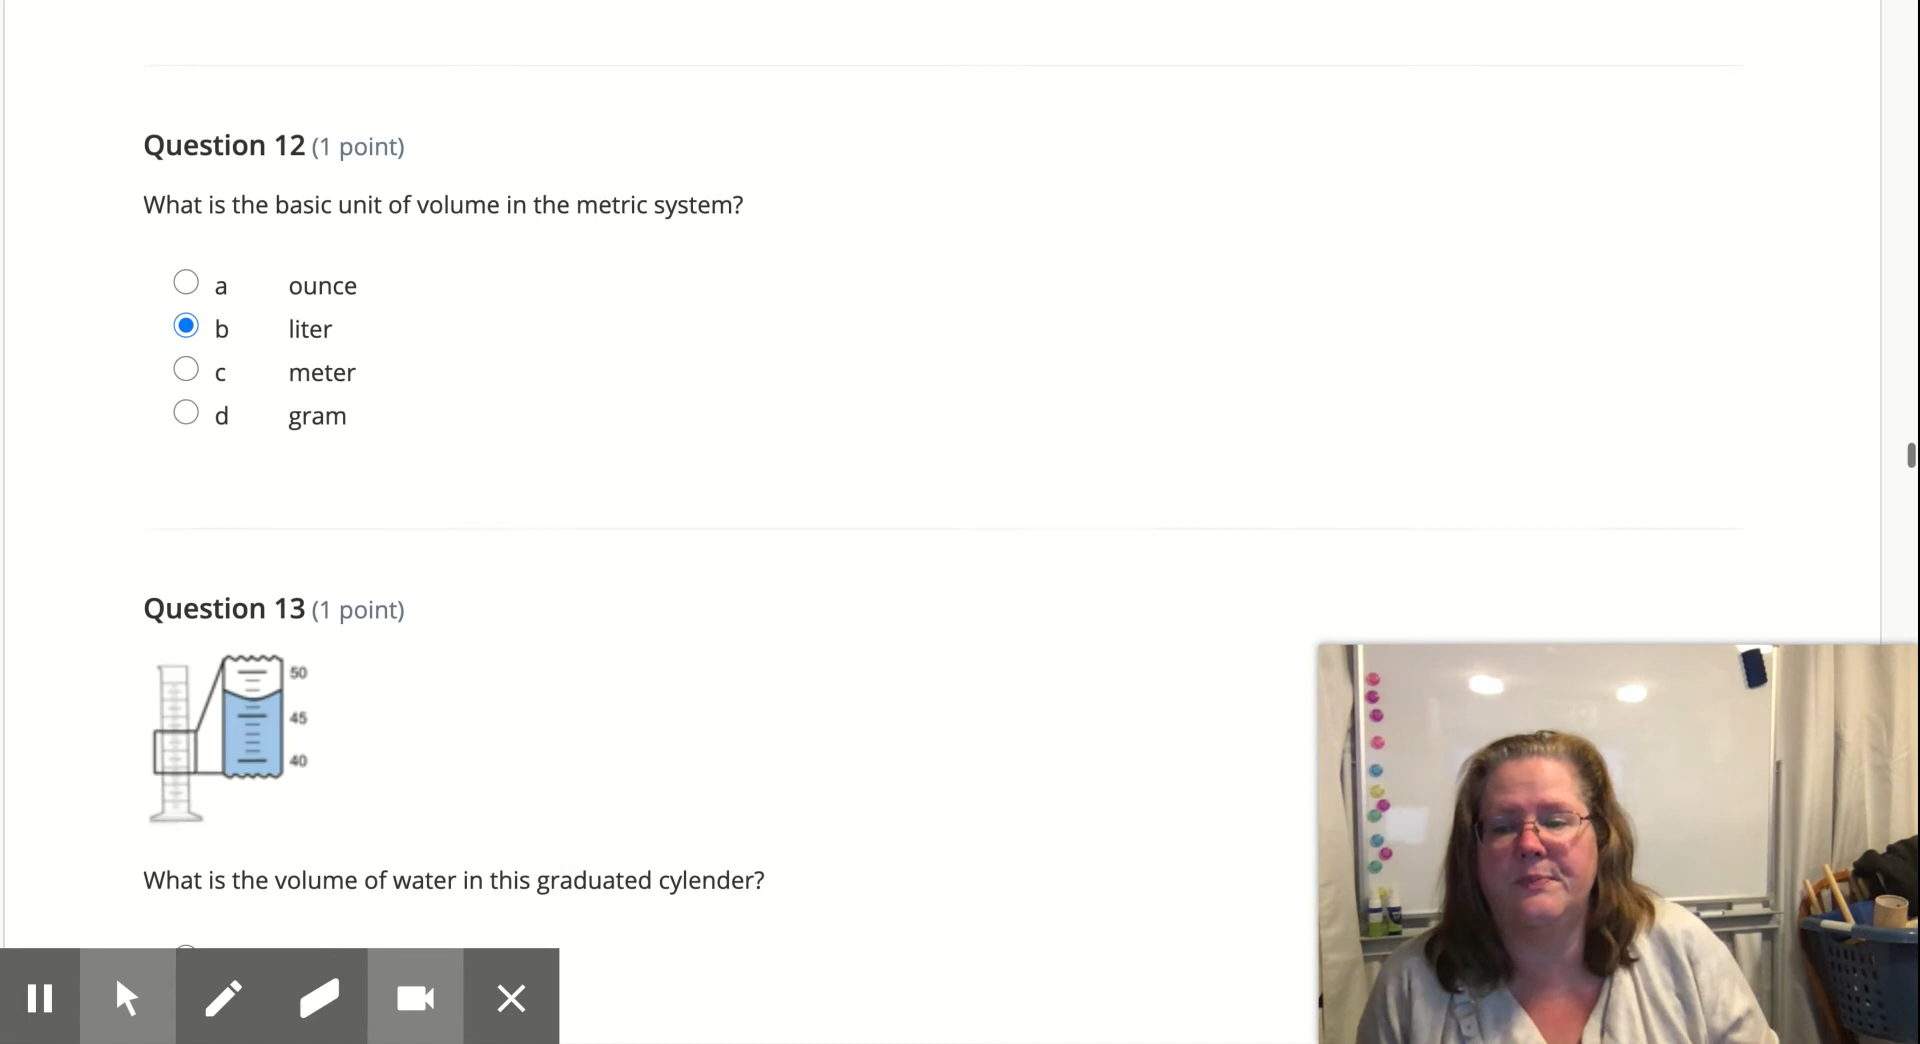 Question 12 (1 point)
What is the basic unit of volume in the metric system?
a ounce
b liter
c meter
d gram
Question 13 (1 point)
50
45
40
What is the volume of water in this graduated cylender?